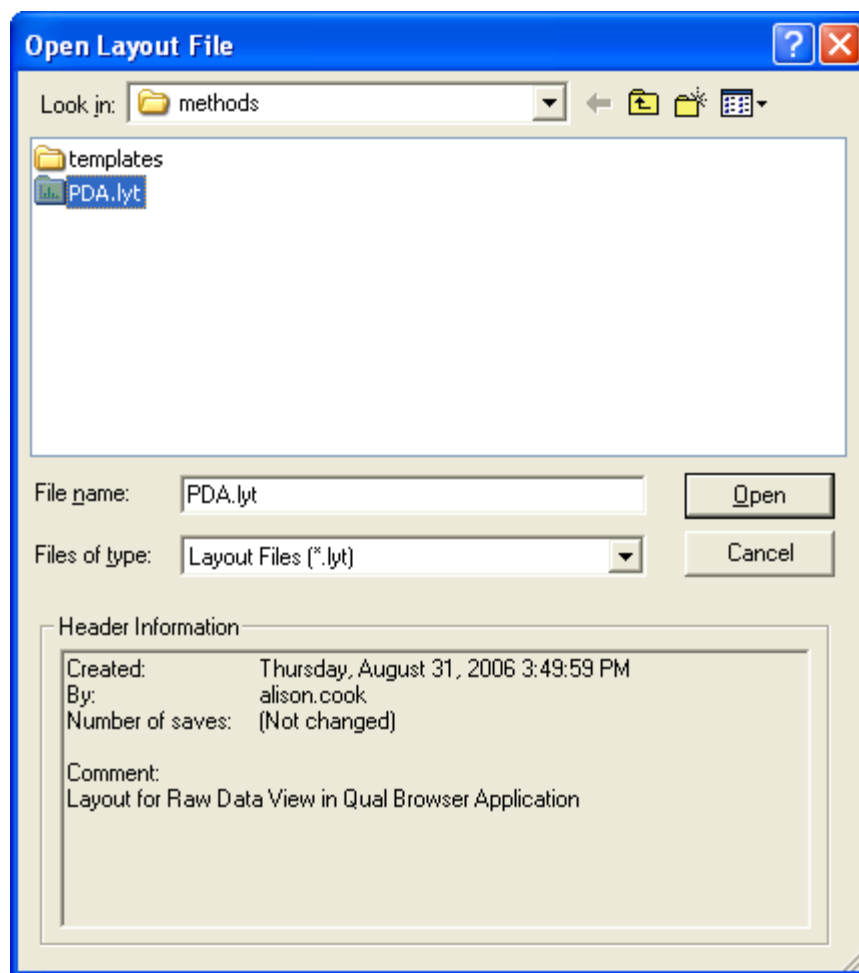 Open Layout File
Look in: methods
templates
PDA.lyt
File name: PDA.lyt Open
Files of type: Layout Files (*.lyt) Cancel
Header Information
Created: Thursday, August 31, 2006 3:49:59 PM
By: alison.cook
Number of saves: (Not changed)
Comment:
Layout for Raw Data View in Qual Browser Application